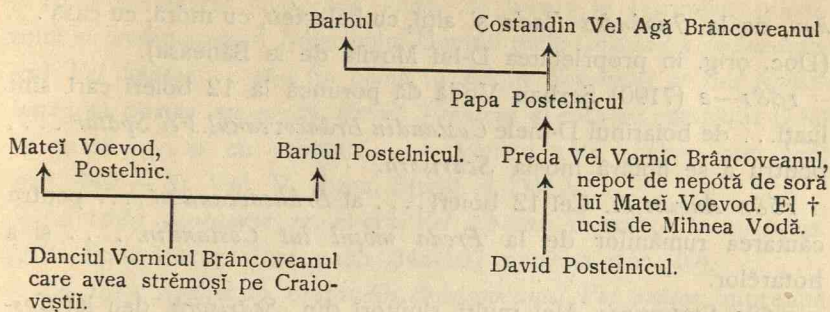 Barbul
Costandin Vel Agă Brâncoveanul
Papa Postelnicul
Mateĭ Voevod,
Postelnic.
Barbul Postelnicul.
Preda Vel Vornic Brâncoveanul,
nepot de nepótă de soră
luĭ Mateĭ Voevod. El †
ucis de Mihnea Vodă.
Danciul Vornicul Brâncoveanul
care avea strĕmoşĭ pe Craio-
veştiĭ.
David Postelnicul.